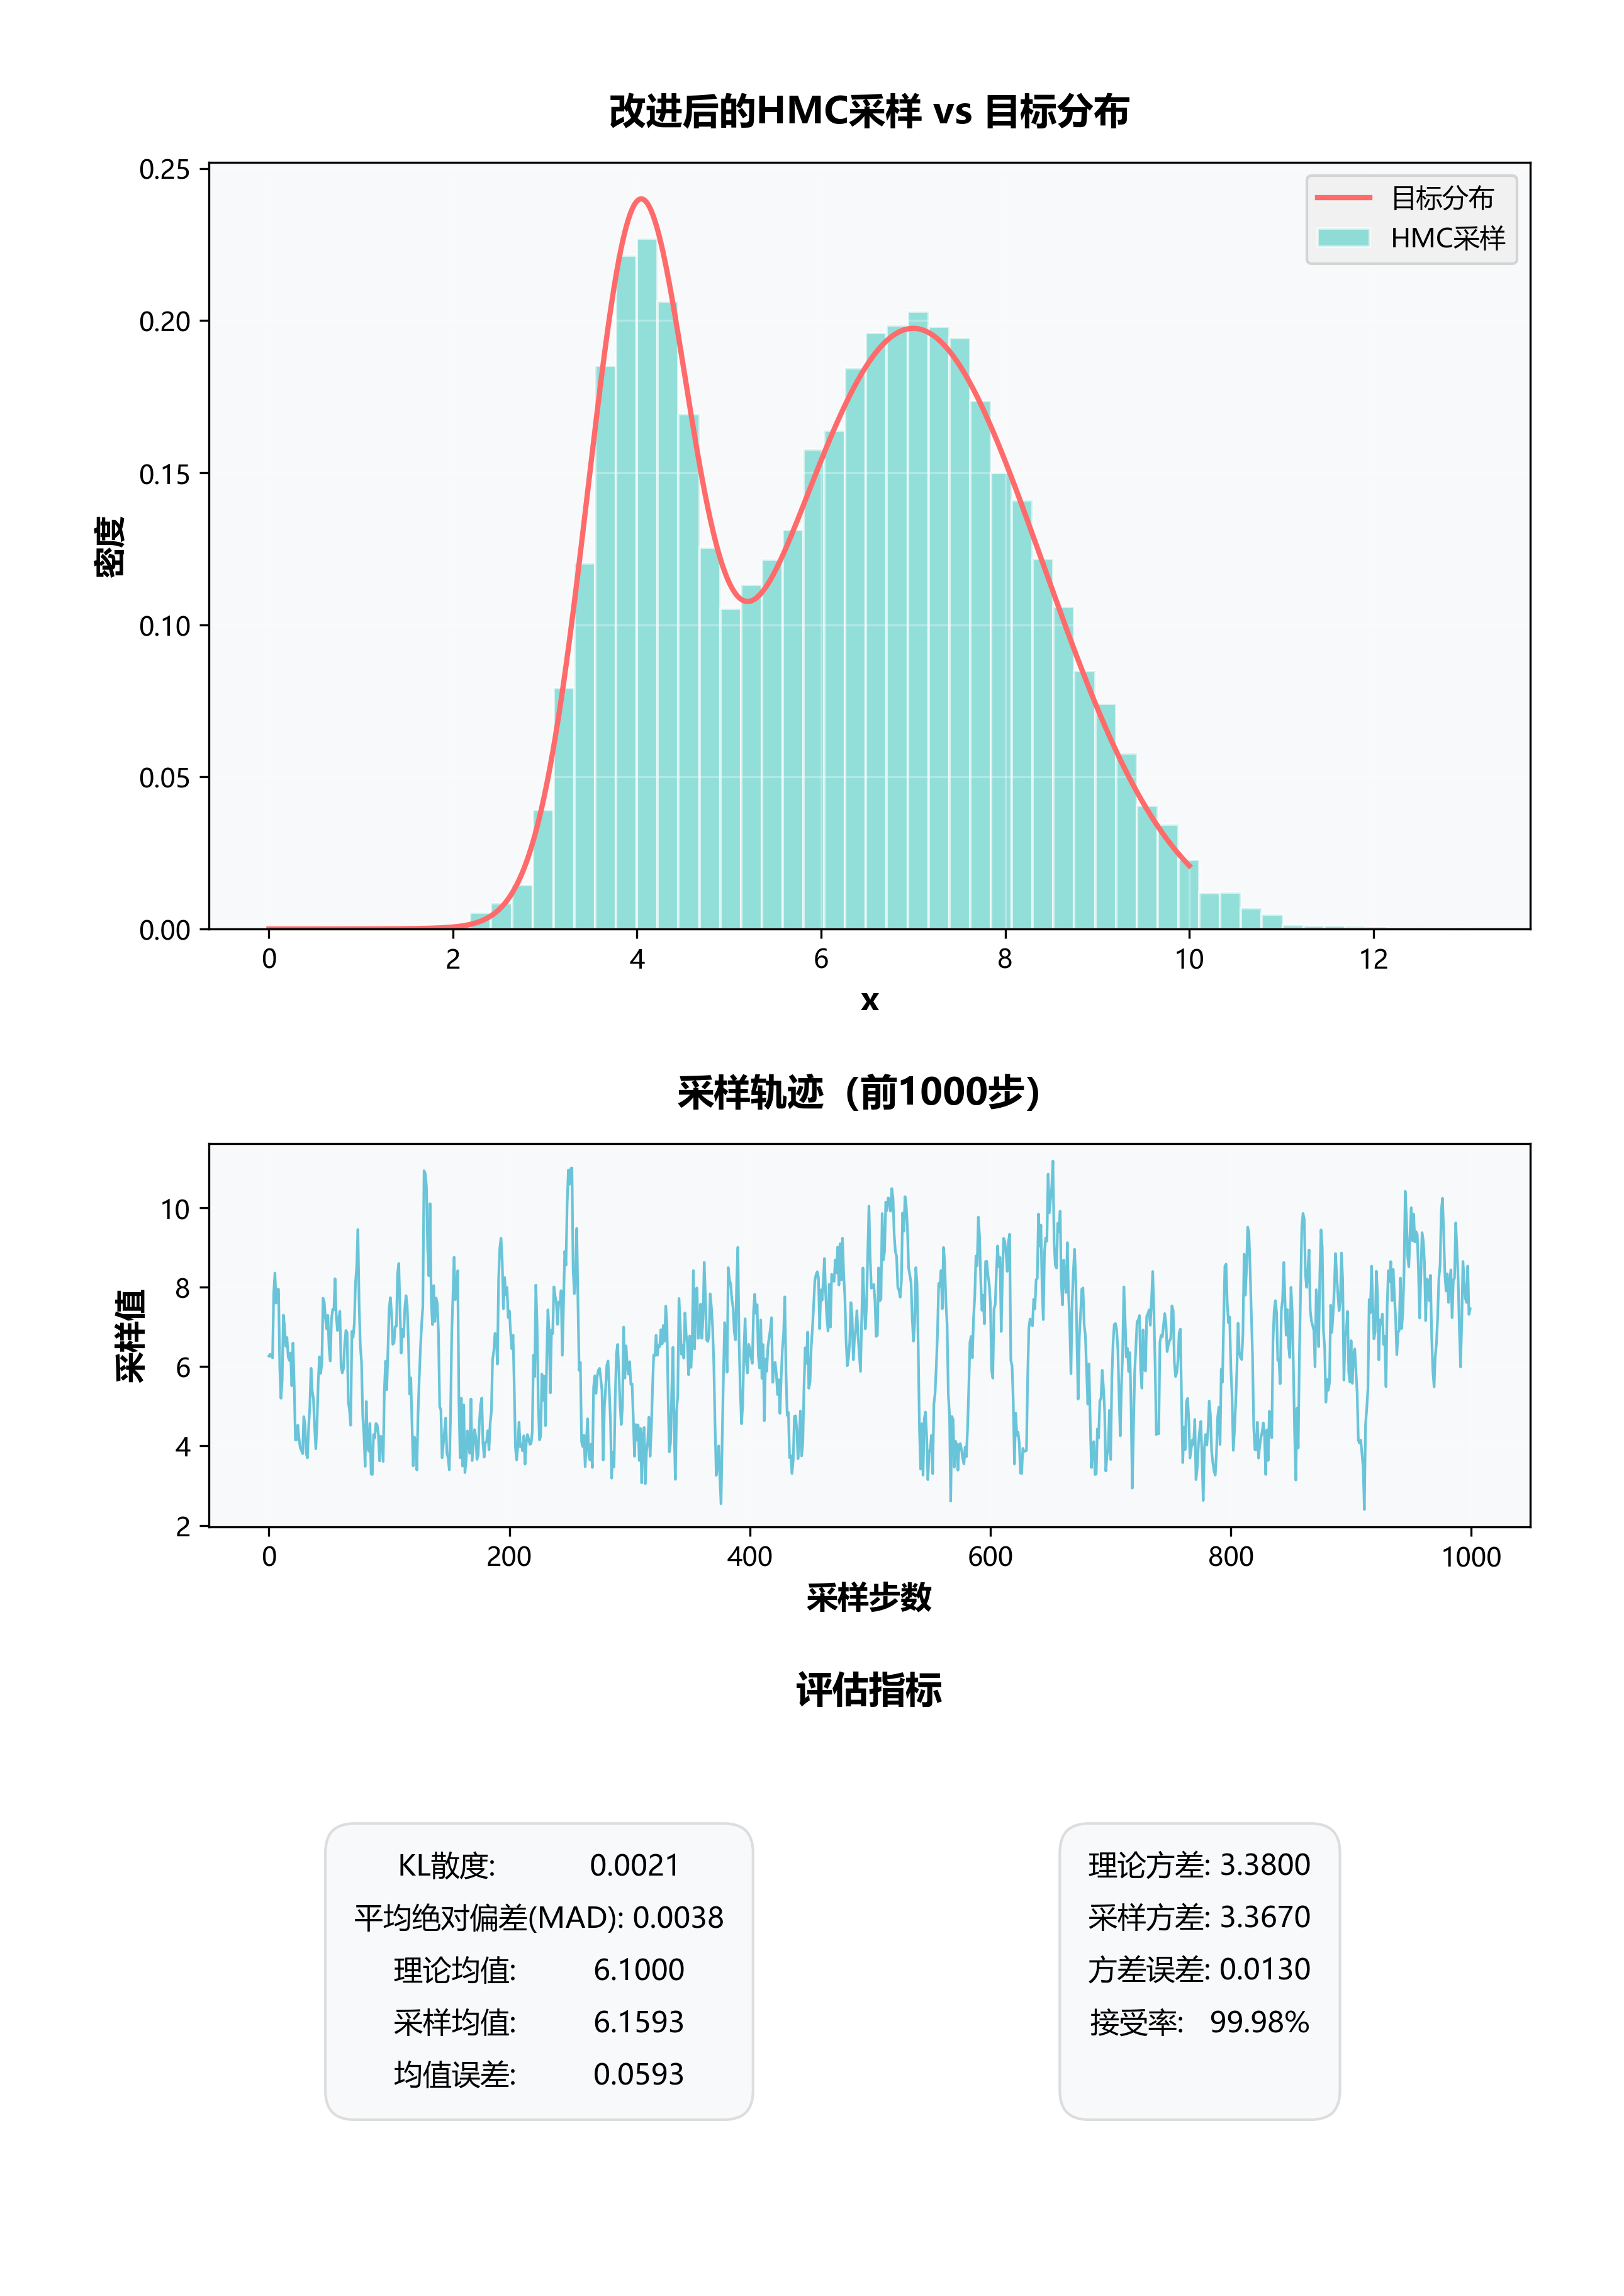 改进后的HMC采样 vs 目标分布
目标分布
HMC采样
密度
0.25
0.20
0.15
0.10
0.05
0.00
0 2 4 6 8 10 12
x
采样轨迹（前1000步）
采样值
10
8
6
4
2
0 200 400 600 800 1000
采样步数
评估指标
KL散度: 0.0021
平均绝对偏差(MAD): 0.0038
理论均值: 6.1000
采样均值: 6.1593
均值误差: 0.0593
理论方差: 3.3800
采样方差: 3.3670
方差误差: 0.0130
接受率: 99.98%